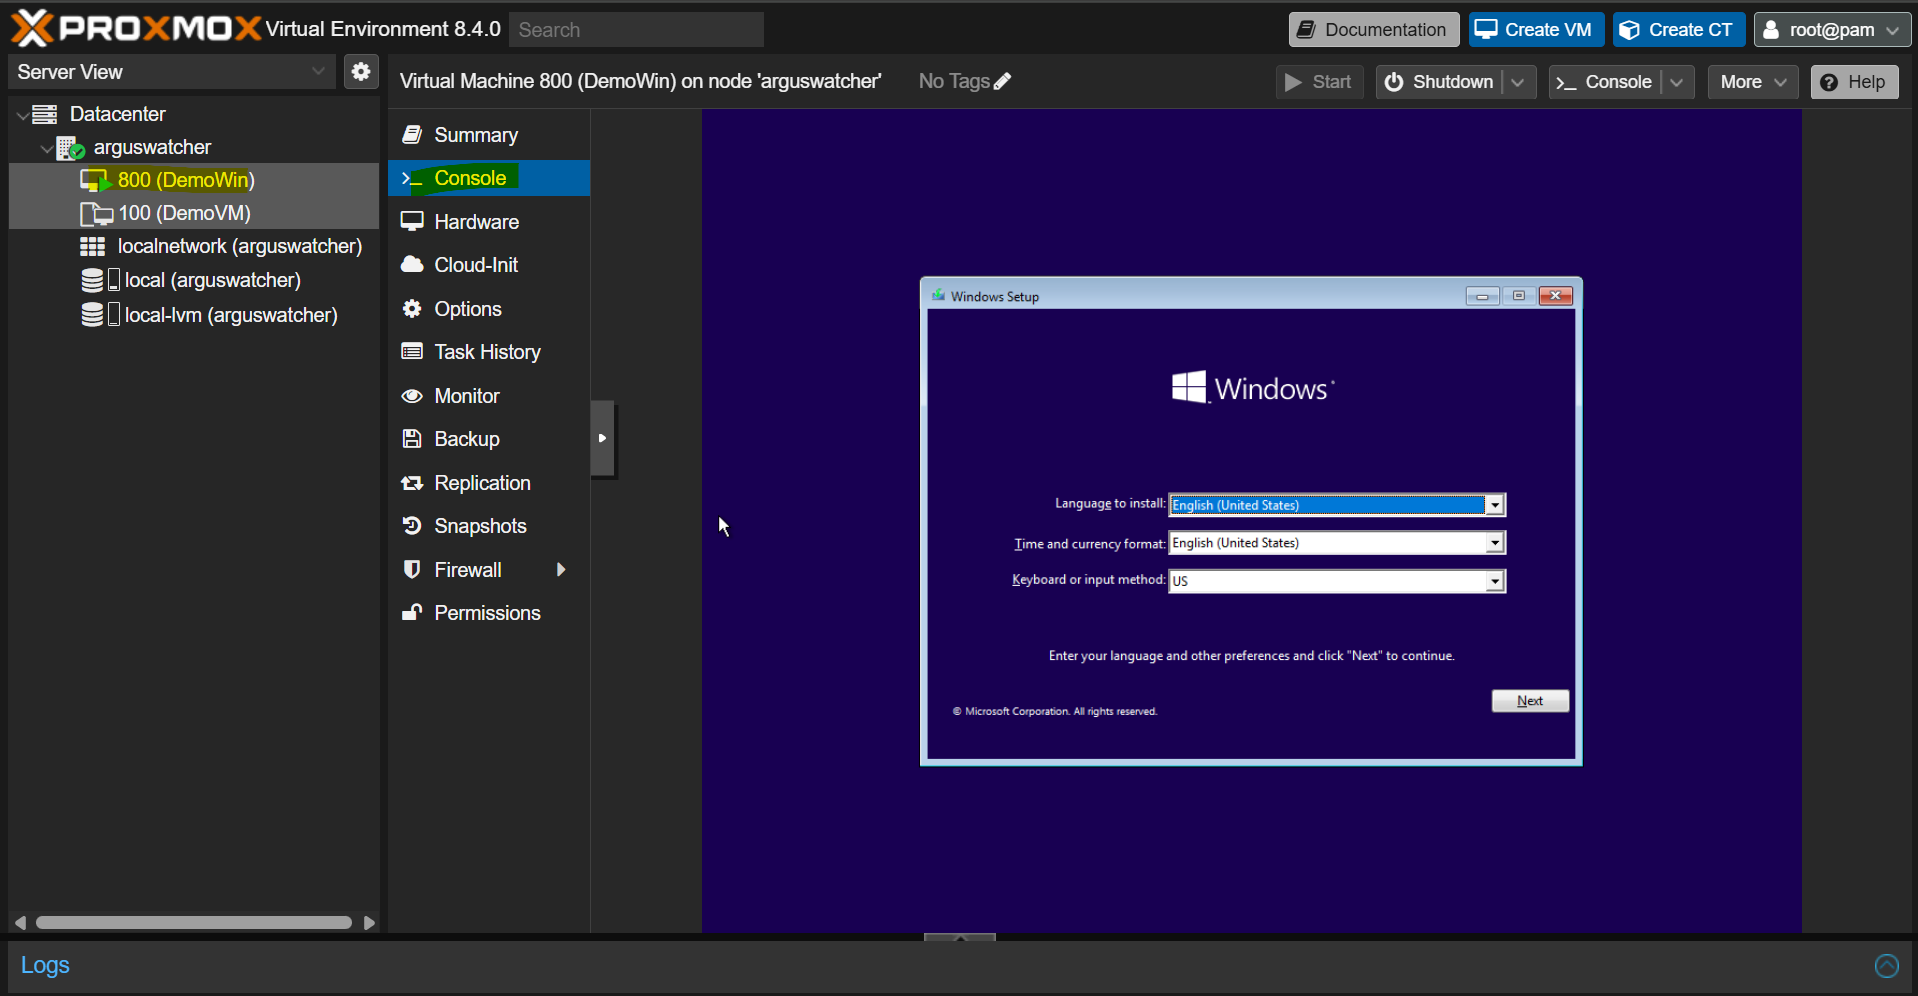 PROXMOX Virtual Environment 8.4.0 Search Documentation Create VM Create CT root@pam
Server View
Virtual Machine 800 (DemoWin) on node 'arguswatcher' No Tags Start Shutdown Console More Help
Datacenter
arguswatcher
800 (DemoWin)
100 (DemoVM)
localnetwork (arguswatcher)
local (arguswatcher)
local-lvm (arguswatcher)
Summary
Console
Hardware
Cloud-Init
Options
Task History
Monitor
Backup
Replication
Snapshots
Firewall
Permissions
Windows Setup
Windows
Language to install: English (United States)
Time and currency format: English (United States)
Keyboard or input method: US
Enter your language and other preferences and click "Next" to continue.
Next
© Microsoft Corporation. All rights reserved.
Logs